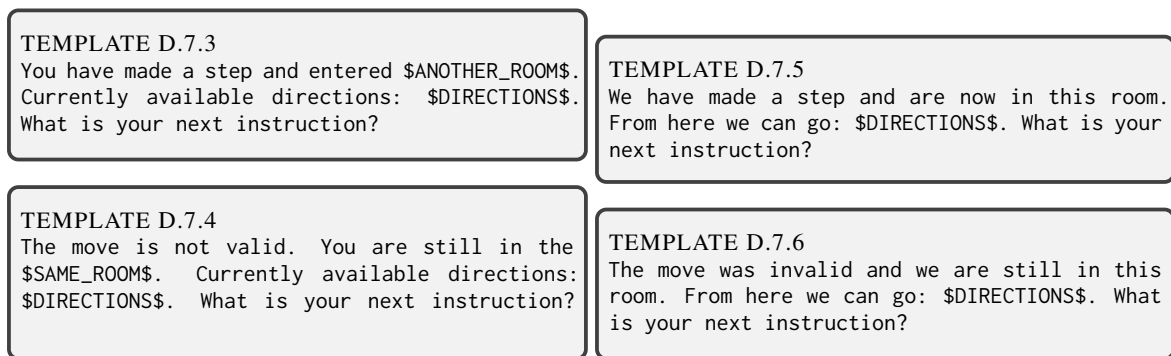 TEMPLATE D.7.3
You have made a step and entered $ANOTHER_ROOM$.
Currently available directions: $DIRECTIONS$.
What is your next instruction?
TEMPLATE D.7.4
The move is not valid. You are still in the
$SAME_ROOM$. Currently available directions:
$DIRECTIONS$. What is your next instruction?
TEMPLATE D.7.5
We have made a step and are now in this room.
From here we can go: $DIRECTIONS$. What is your
next instruction?
TEMPLATE D.7.6
The move was invalid and we are still in this
room. From here we can go: $DIRECTIONS$. What
is your next instruction?